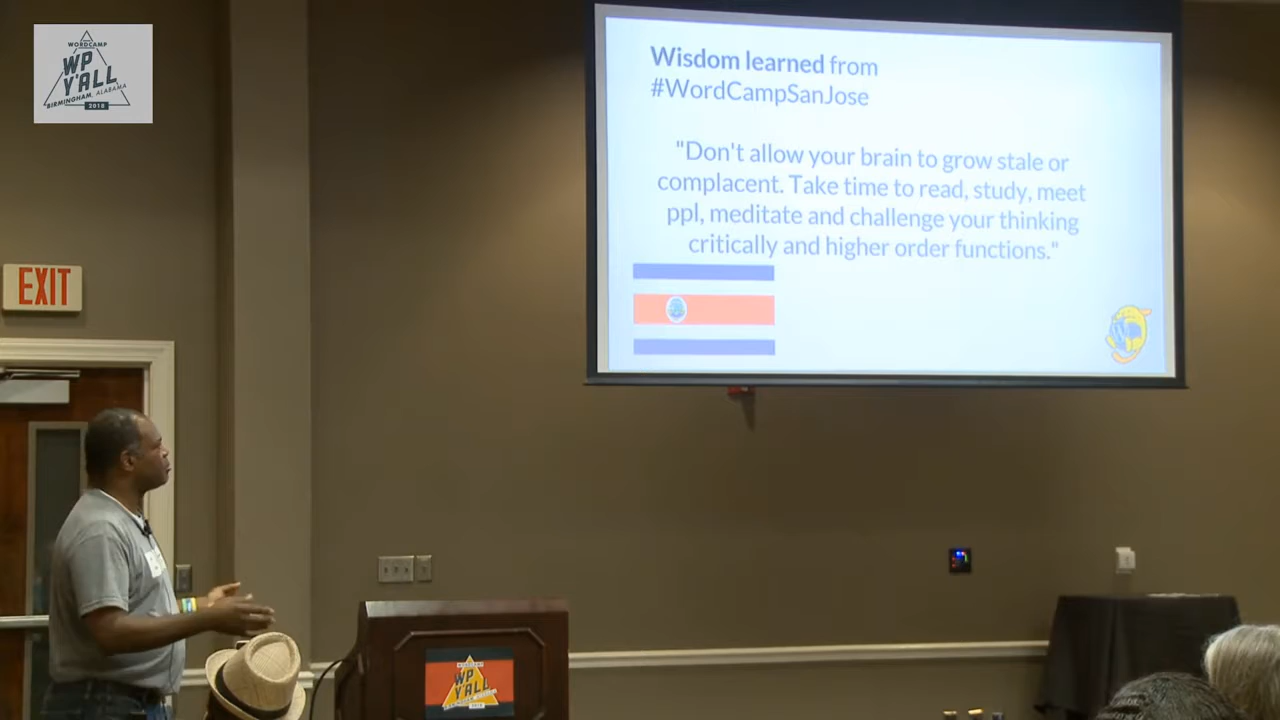 WORDCAMP
WP
Y'ALL
BIRMINGHAM, ALABAMA
2018
Wisdom learned from
#WordCampSanJose
"Don't allow your brain to grow stale or
complacent. Take time to read, study, meet
ppl, meditate and challenge your thinking
critically and higher order functions."
EXIT
WORDCAMP
WP
Y'ALL